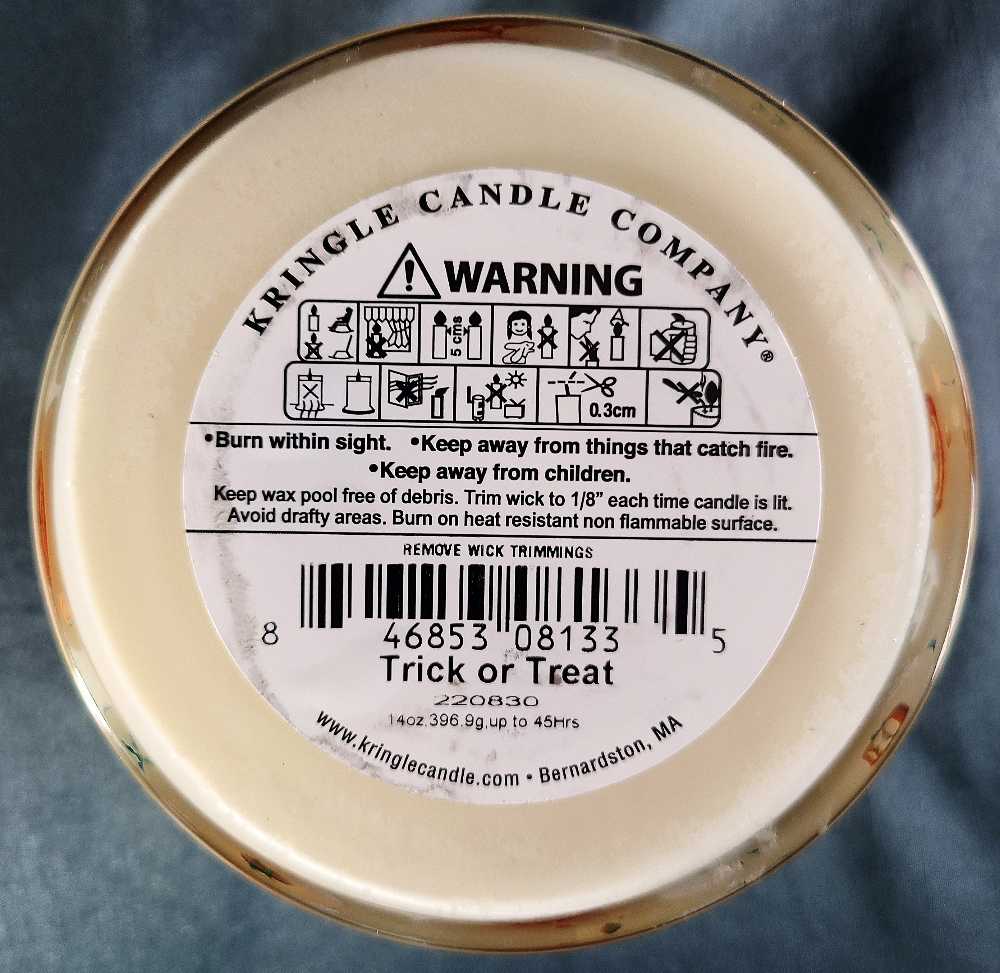 KRINGLE CANDLE COMPANY®
! WARNING
5 cms
0.3cm
•Burn within sight. •Keep away from things that catch fire.
•Keep away from children.
Keep wax pool free of debris. Trim wick to 1/8” each time candle is lit.
Avoid drafty areas. Burn on heat resistant non flammable surface.
REMOVE WICK TRIMMINGS
8 46853 08133 5
Trick or Treat
220830
14oz,396.9g,up to 45Hrs
www.kringlecandle.com • Bernardston, MA